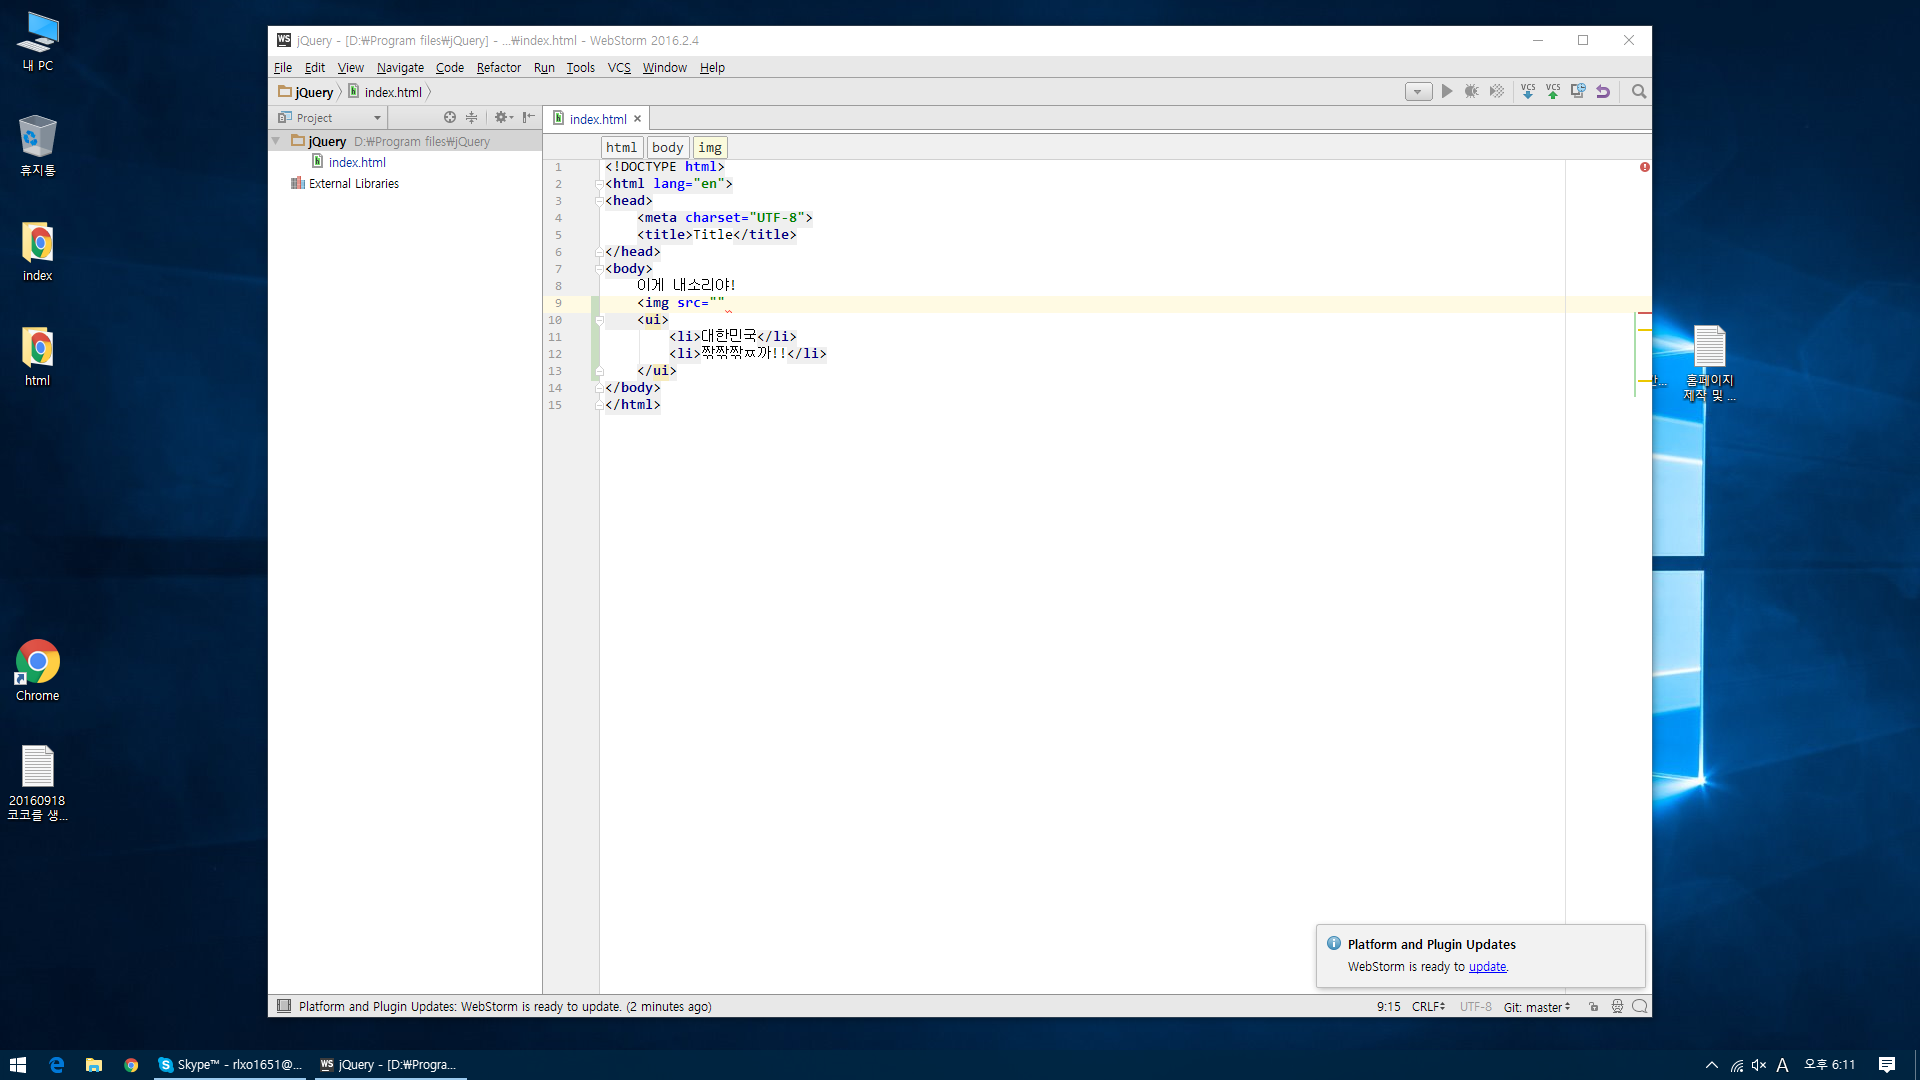 내 PC
휴지통
index
html
Chrome
20160918
코코를 생...
jQuery - [D:₩Program files₩jQuery] - ...₩index.html - WebStorm 2016.2.4
File Edit View Navigate Code Refactor Run Tools VCS Window Help
jQuery index.html
VCS VCS
Project
index.html
jQuery D:₩Program files₩jQuery
index.html
External Libraries
html body img
1 <!DOCTYPE html>
2 <html lang="en">
3 <head>
4 <meta charset="UTF-8">
5 <title>Title</title>
6 </head>
7 <body>
8 이게 내소리야!
9 <img src=""
10 <ui>
11 <li>대한민국</li>
12 <li>짞짞짞ㅉ까!!</li>
13 </ui>
14 </body>
15 </html>
홈페이지
제작 및 ...
Platform and Plugin Updates
WebStorm is ready to update.
Platform and Plugin Updates: WebStorm is ready to update. (2 minutes ago)
9:15 CRLF UTF-8 Git: master
Skype™ - rlxo1651@...
WS jQuery - [D:₩Progra...
A 오후 6:11